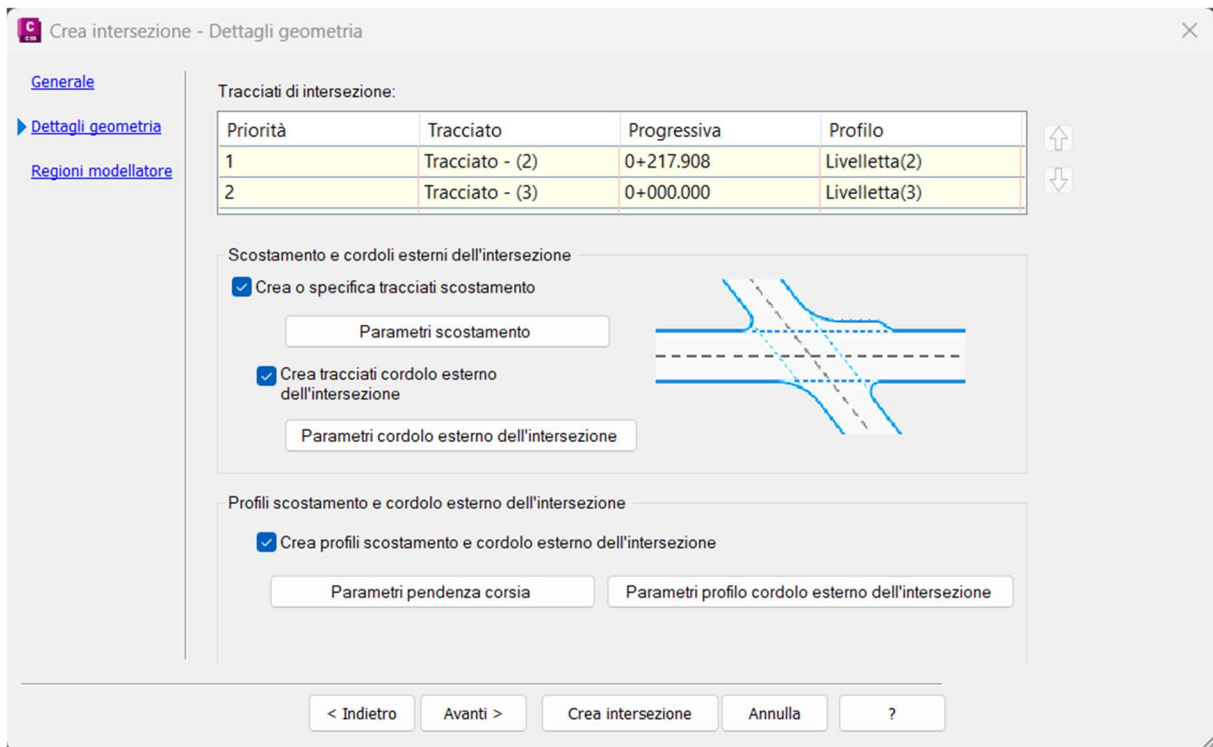 Crea intersezione - Dettagli geometria
Generale
Dettagli geometria
Regioni modellatore
Tracciati di intersezione:
Priorità Tracciato Progressiva Profilo
1 Tracciato - (2) 0+217.908 Livelletta(2)
2 Tracciato - (3) 0+000.000 Livelletta(3)
Scostamento e cordoli esterni dell'intersezione
Crea o specifica tracciati scostamento
Parametri scostamento
Crea tracciati cordolo esterno
dell'intersezione
Parametri cordolo esterno dell'intersezione
Profili scostamento e cordolo esterno dell'intersezione
Crea profili scostamento e cordolo esterno dell'intersezione
Parametri pendenza corsia Parametri profilo cordolo esterno dell'intersezione
< Indietro Avanti > Crea intersezione Annulla ?